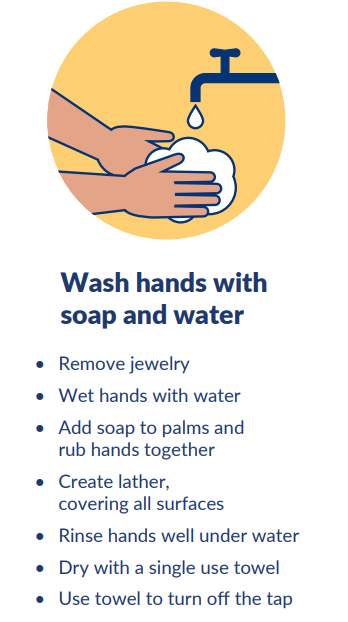 Wash hands with
soap and water
• Remove jewelry
• Wet hands with water
• Add soap to palms and
rub hands together
• Create lather,
covering all surfaces
• Rinse hands well under water
• Dry with a single use towel
• Use towel to turn off the tap